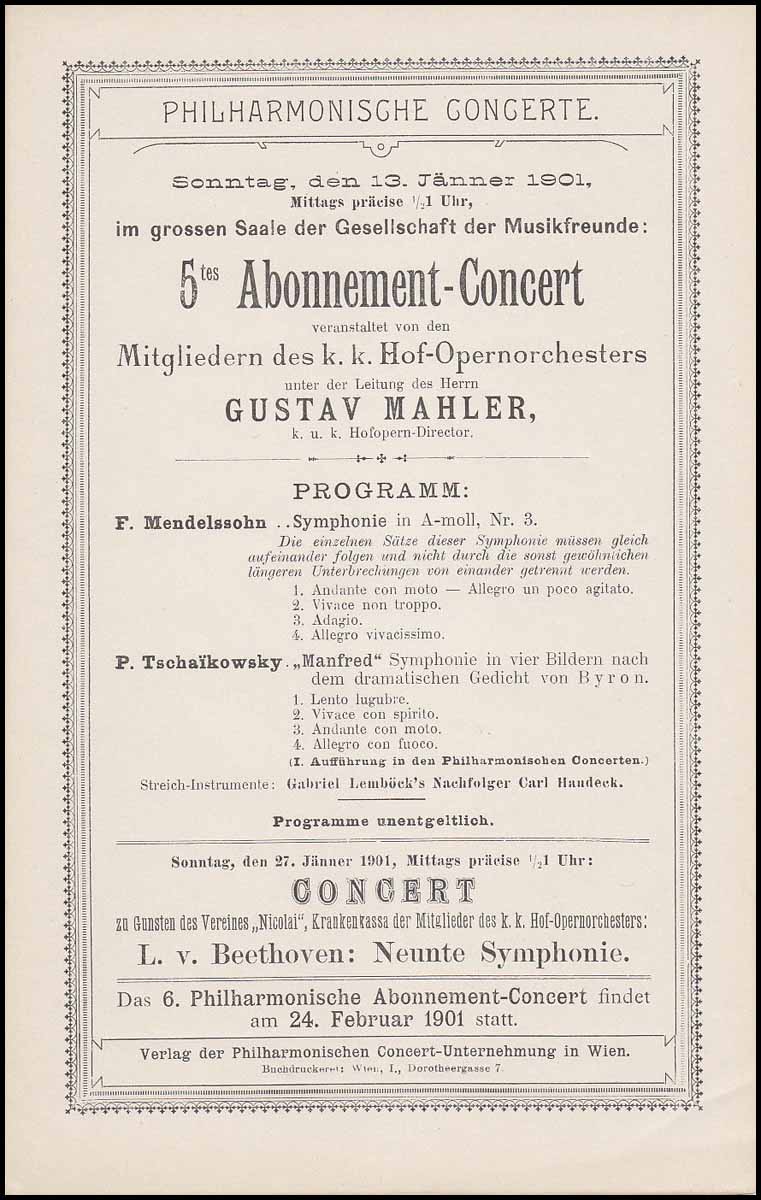 PHILHARMONISCHE CONCERTE.
Sonntag, den 13. Jänner 1901,
Mittags präcise 1/21 Uhr,
im grossen Saale der Gesellschaft der Musikfreunde:
5tes Abonnement-Concert
veranstaltet von den
Mitgliedern des k. k. Hof-Opernorchesters
unter der Leitung des Herrn
GUSTAV MAHLER,
k. u. k. Hofopern-Director.
PROGRAMM:
F. Mendelssohn .. Symphonie in A-moll, Nr. 3.
Die einzelnen Sätze dieser Symphonie müssen gleich
aufeinander folgen und nicht durch die sonst gewöhnlichen
längeren Unterbrechungen von einander getrennt werden.
1. Andante con moto — Allegro un poco agitato.
2. Vivace non troppo.
3. Adagio.
4. Allegro vivacissimo.
P. Tschaïkowsky. „Manfred“ Symphonie in vier Bildern nach
dem dramatischen Gedicht von Byron.
1. Lento lugubre.
2. Vivace con spirito.
3. Andante con moto.
4. Allegro con fuoco.
(I. Aufführung in den Philharmonischen Concerten.)
Streich-Instrumente: Gabriel Lemböck's Nachfolger Carl Haudeck.
Programme unentgeltlich.
Sonntag, den 27. Jänner 1901, Mittags präcise 1/21 Uhr:
CONCERT
zu Gunsten des Vereines „Nicolai“, Krankenkassa der Mitglieder des k. k. Hof-Opernorchesters:
L. v. Beethoven: Neunte Symphonie.
Das 6. Philharmonische Abonnement-Concert findet
am 24. Februar 1901 statt.
Verlag der Philharmonischen Concert-Unternehmung in Wien.
Buchdruckerei: Wien, I., Dorotheergasse 7.